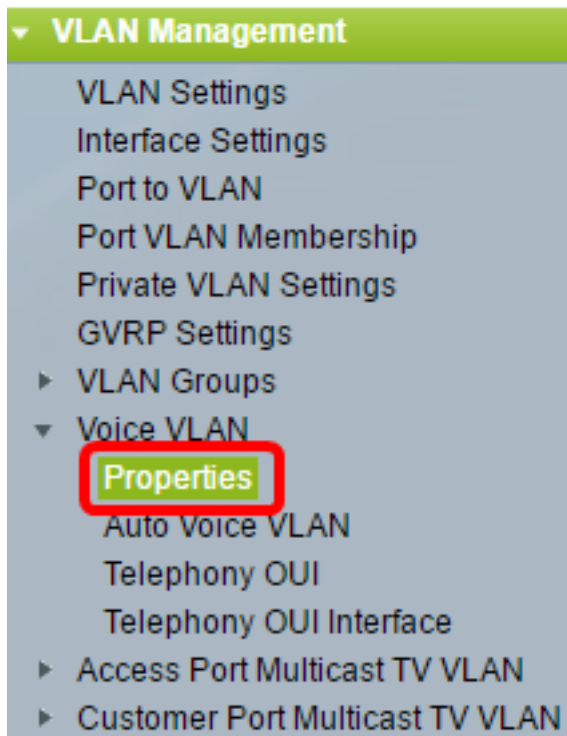 VLAN Management
VLAN Settings
Interface Settings
Port to VLAN
Port VLAN Membership
Private VLAN Settings
GVRP Settings
VLAN Groups
Voice VLAN
Properties
Auto Voice VLAN
Telephony OUI
Telephony OUI Interface
Access Port Multicast TV VLAN
Customer Port Multicast TV VLAN